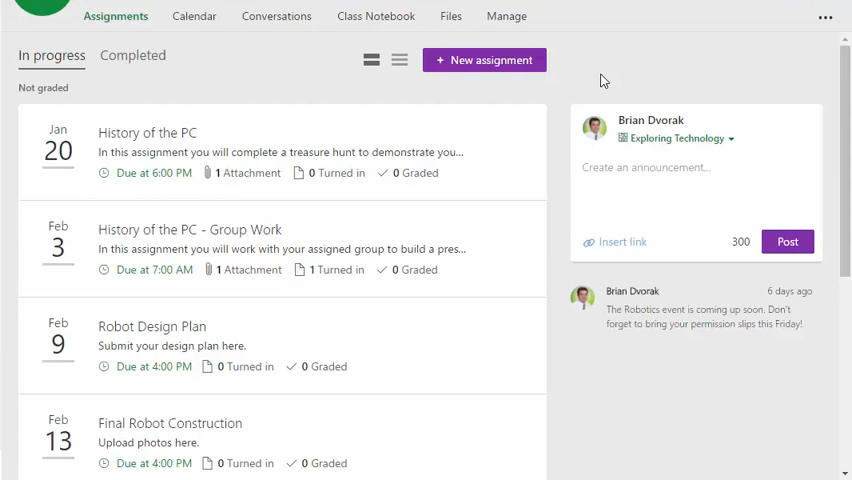 Assignments Calendar Conversations Class Notebook Files Manage ...
In progress Completed + New assignment
Not graded
Jan
20
History of the PC
In this assignment you will complete a treasure hunt to demonstrate you...
Due at 6:00 PM 1 Attachment 0 Turned in 0 Graded
Feb
3
History of the PC - Group Work
In this assignment you will work with your assigned group to build a pres...
Due at 7:00 AM 1 Attachment 1 Turned in 0 Graded
Feb
9
Robot Design Plan
Submit your design plan here.
Due at 4:00 PM 0 Turned in 0 Graded
Feb
13
Final Robot Construction
Upload photos here.
Due at 4:00 PM 0 Turned in 0 Graded
Brian Dvorak
Exploring Technology
Create an announcement...
Insert link 300 Post
Brian Dvorak 6 days ago
The Robotics event is coming up soon. Don't
forget to bring your permission slips this Friday!